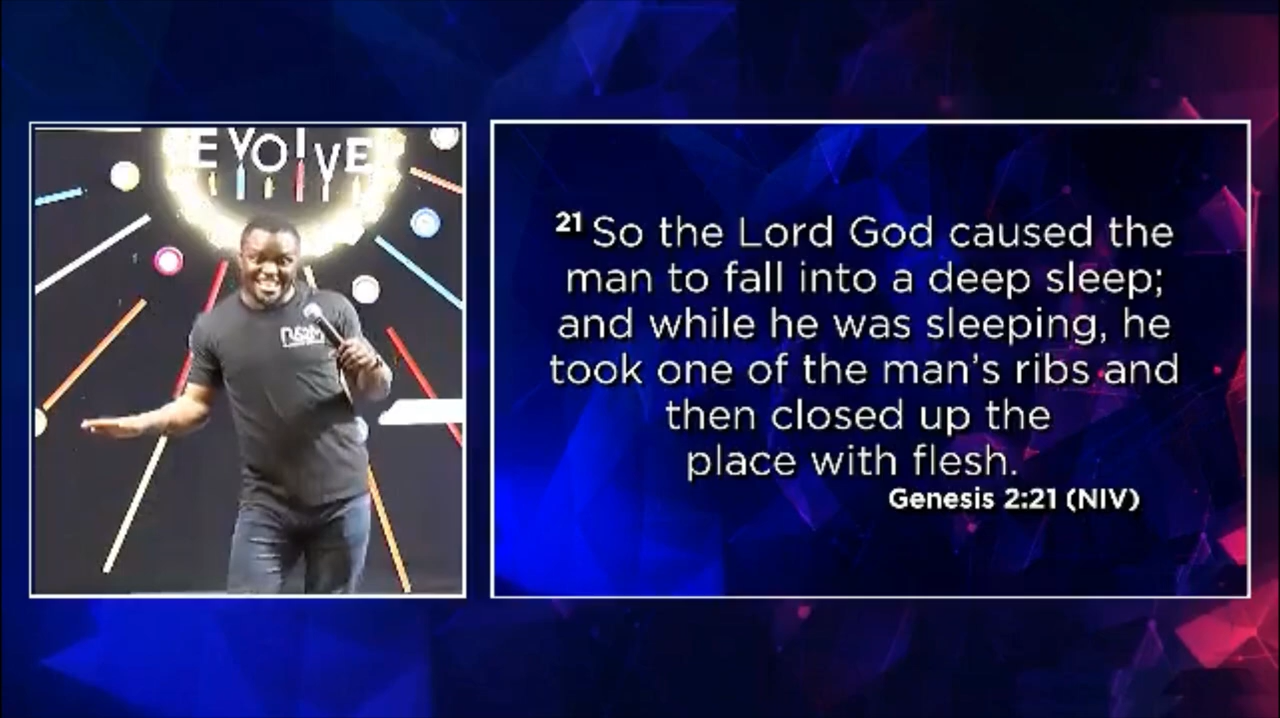 EVOLVE
21 So the Lord God caused the
man to fall into a deep sleep;
and while he was sleeping, he
took one of the man’s ribs and
then closed up the
place with flesh.
Genesis 2:21 (NIV)